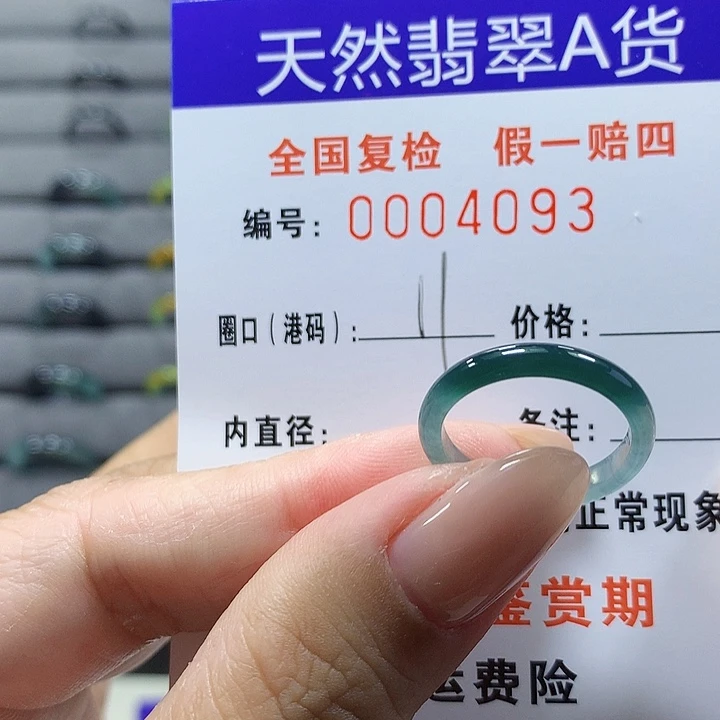 天然翡翠A货
全国复检 假一赔四
编号: 0004093
圈口(港码): 11 价格:
内直径: 备注:
正常现象
鉴赏期
运费险